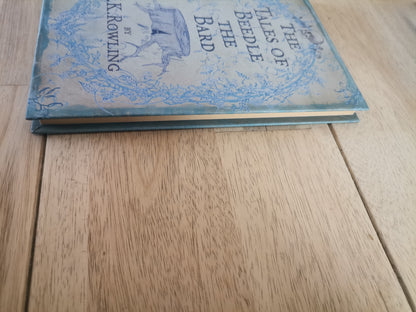 THE
TALES OF
BEEDLE
THE
BARD
BY
J.K. ROWLING